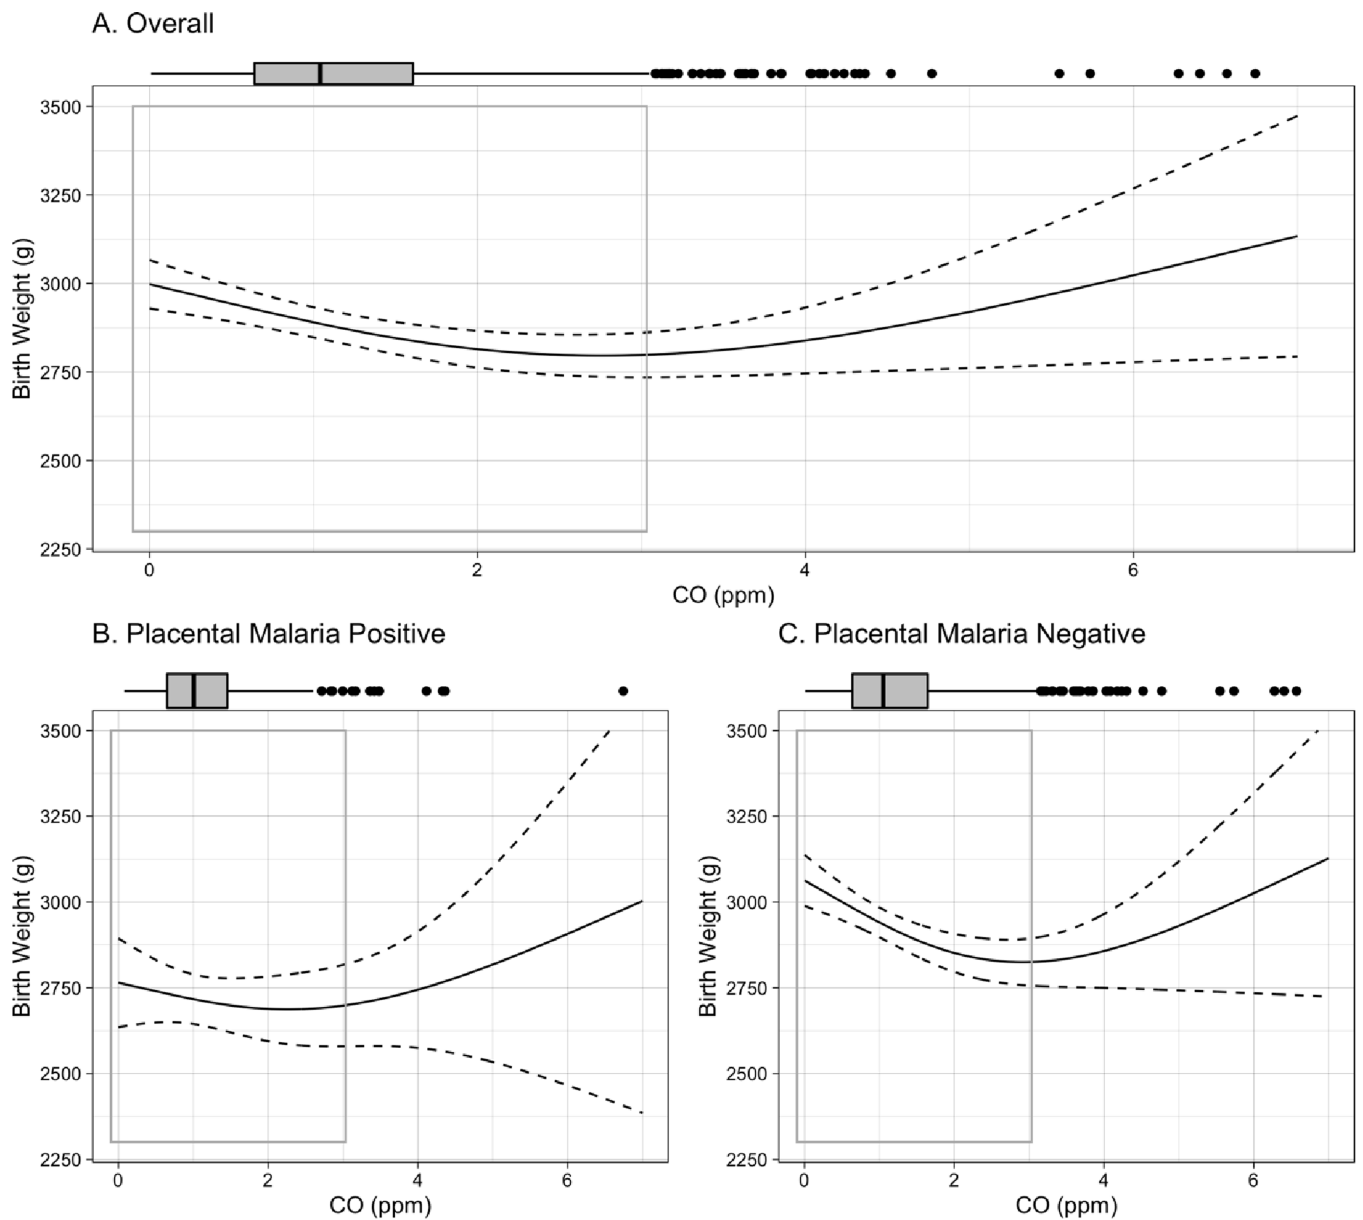 A. Overall
3500
3250
3000
2750
2500
2250
Birth Weight (g)
0 2 4 6
CO (ppm)
B. Placental Malaria Positive
3500
3250
3000
2750
2500
2250
Birth Weight (g)
0 2 4 6
CO (ppm)
C. Placental Malaria Negative
3500
3250
3000
2750
2500
2250
Birth Weight (g)
0 2 4 6
CO (ppm)